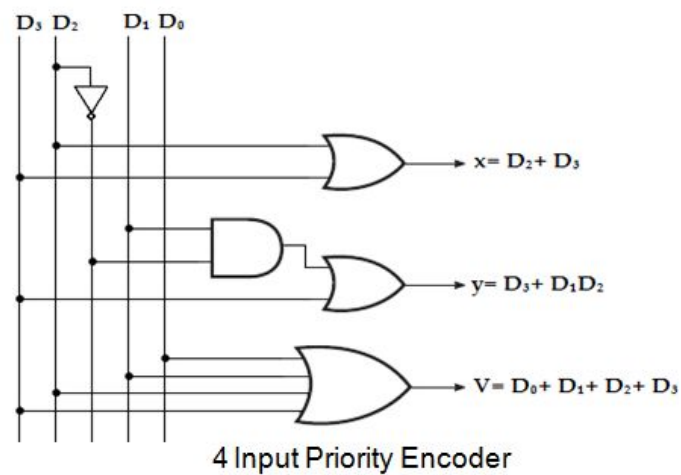 D₃ D₂ D₁ D₀
x= D₂+ D₃
y= D₃+ D₁D₂
V= D₀+ D₁+ D₂+ D₃
4 Input Priority Encoder